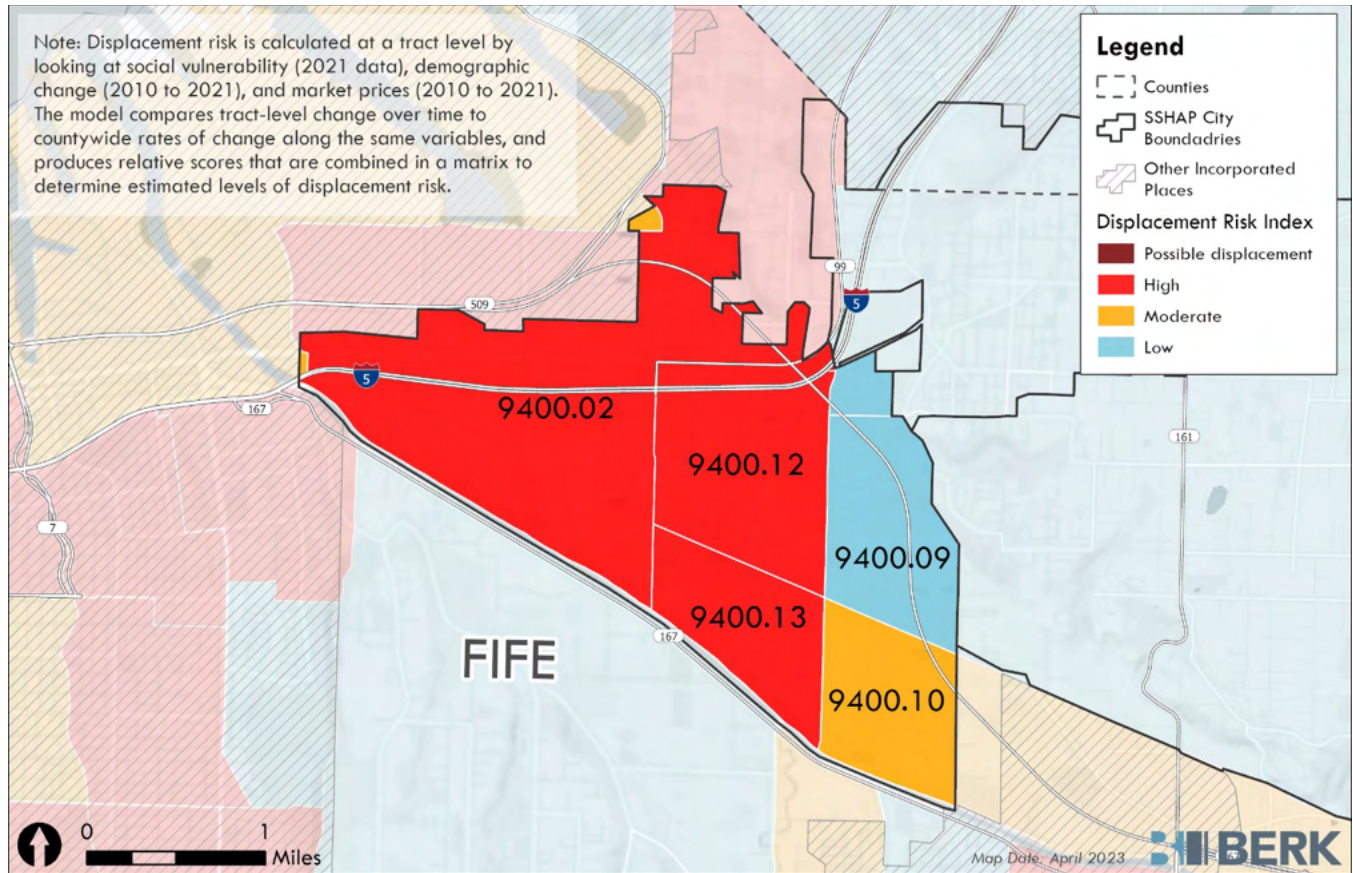 Note: Displacement risk is calculated at a tract level by
looking at social vulnerability (2021 data), demographic
change (2010 to 2021), and market prices (2010 to 2021).
The model compares tract-level change over time to
countywide rates of change along the same variables, and
produces relative scores that are combined in a matrix to
determine estimated levels of displacement risk.
Legend
Counties
SSHAP City
Boundadries
Other Incorporated
Places
Displacement Risk Index
Possible displacement
High
Moderate
Low
99
5
509
5
167
9400.02
161
9400.12
7
9400.09
9400.13
167
FIFE
9400.10
0
1
Miles
Map Date: April 2023
BERK